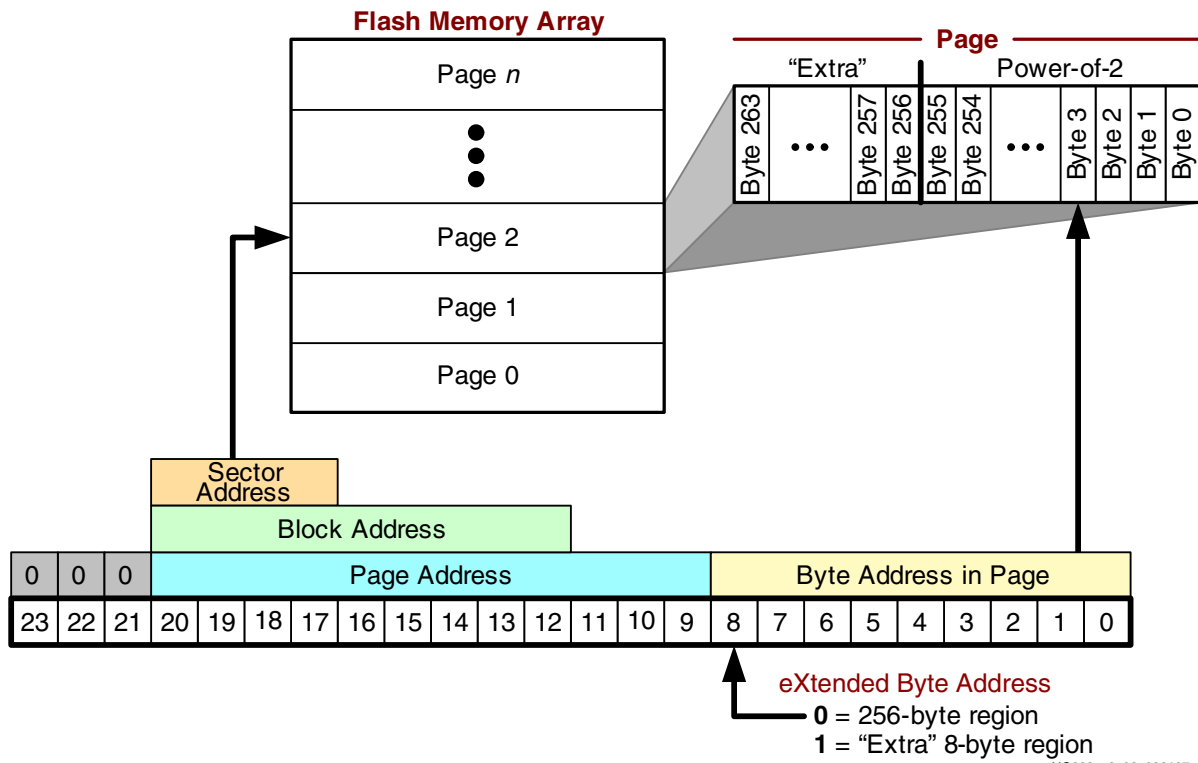 Flash Memory Array
Page
Page n
“Extra”
Power-of-2
Byte 263
•••
Byte 257
Byte 256
Byte 255
Byte 254
•••
Byte 3
Byte 2
Byte 1
Byte 0
Page 2
Page 1
Page 0
Sector
Address
Block Address
0 0 0 Page Address Byte Address in Page
23 22 21 20 19 18 17 16 15 14 13 12 11 10 9 8 7 6 5 4 3 2 1 0
eXtended Byte Address
0 = 256-byte region
1 = “Extra” 8-byte region